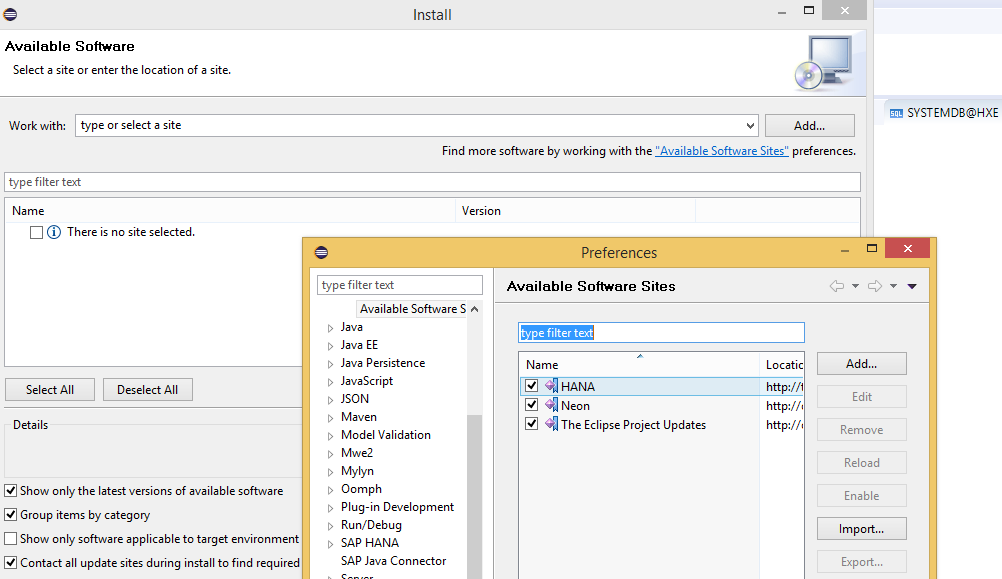 Install
Available Software
Select a site or enter the location of a site.
SYSTEMDB@HXE
Work with: type or select a site Add...
Find more software by working with the "Available Software Sites" preferences.
type filter text
Name Version
There is no site selected.
Select All Deselect All
Details
Show only the latest versions of available software
Group items by category
Show only software applicable to target environment
Contact all update sites during install to find required
Preferences
type filter text
Available Software S
Java
Java EE
Java Persistence
JavaScript
JSON
Maven
Model Validation
Mwe2
Mylyn
Oomph
Plug-in Development
Run/Debug
SAP HANA
SAP Java Connector
Server
Available Software Sites
type filter text
Name Locatio
HANA http://t
Neon http://
The Eclipse Project Updates http://
Add...
Edit
Remove
Reload
Enable
Import...
Export...